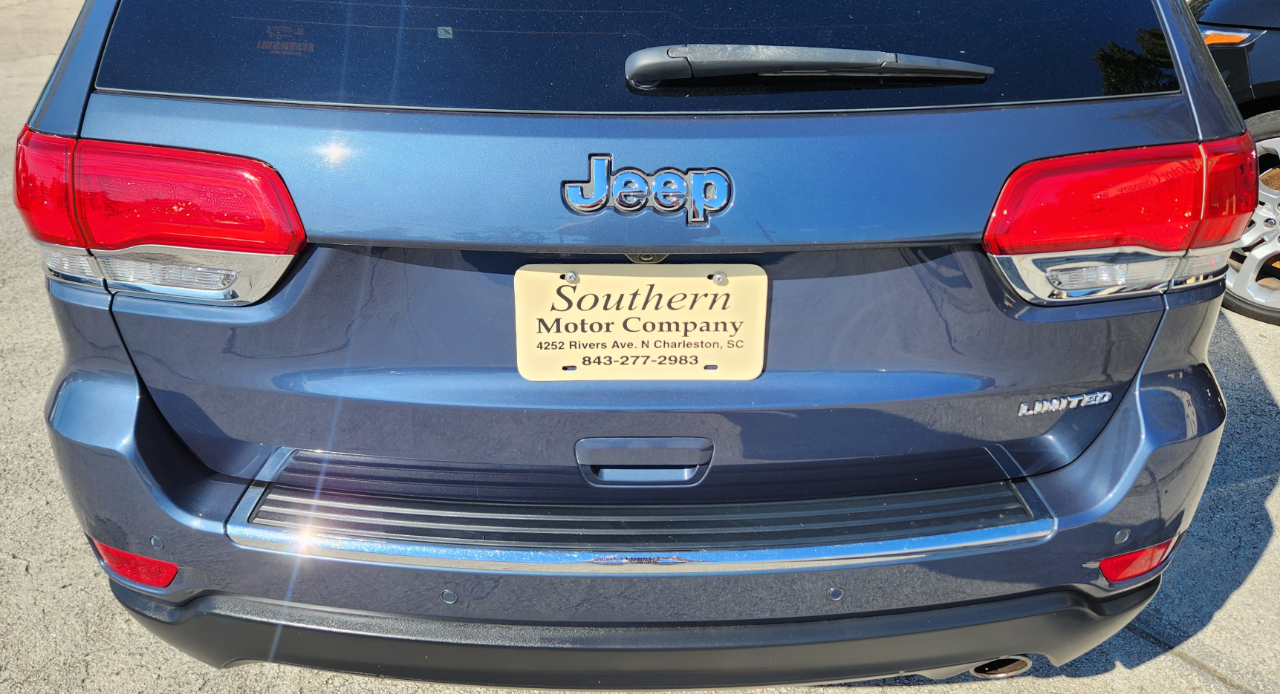 Jeep
Southern
Motor Company
4252 Rivers Ave. N Charleston, SC
843-277-2983
LIMITED